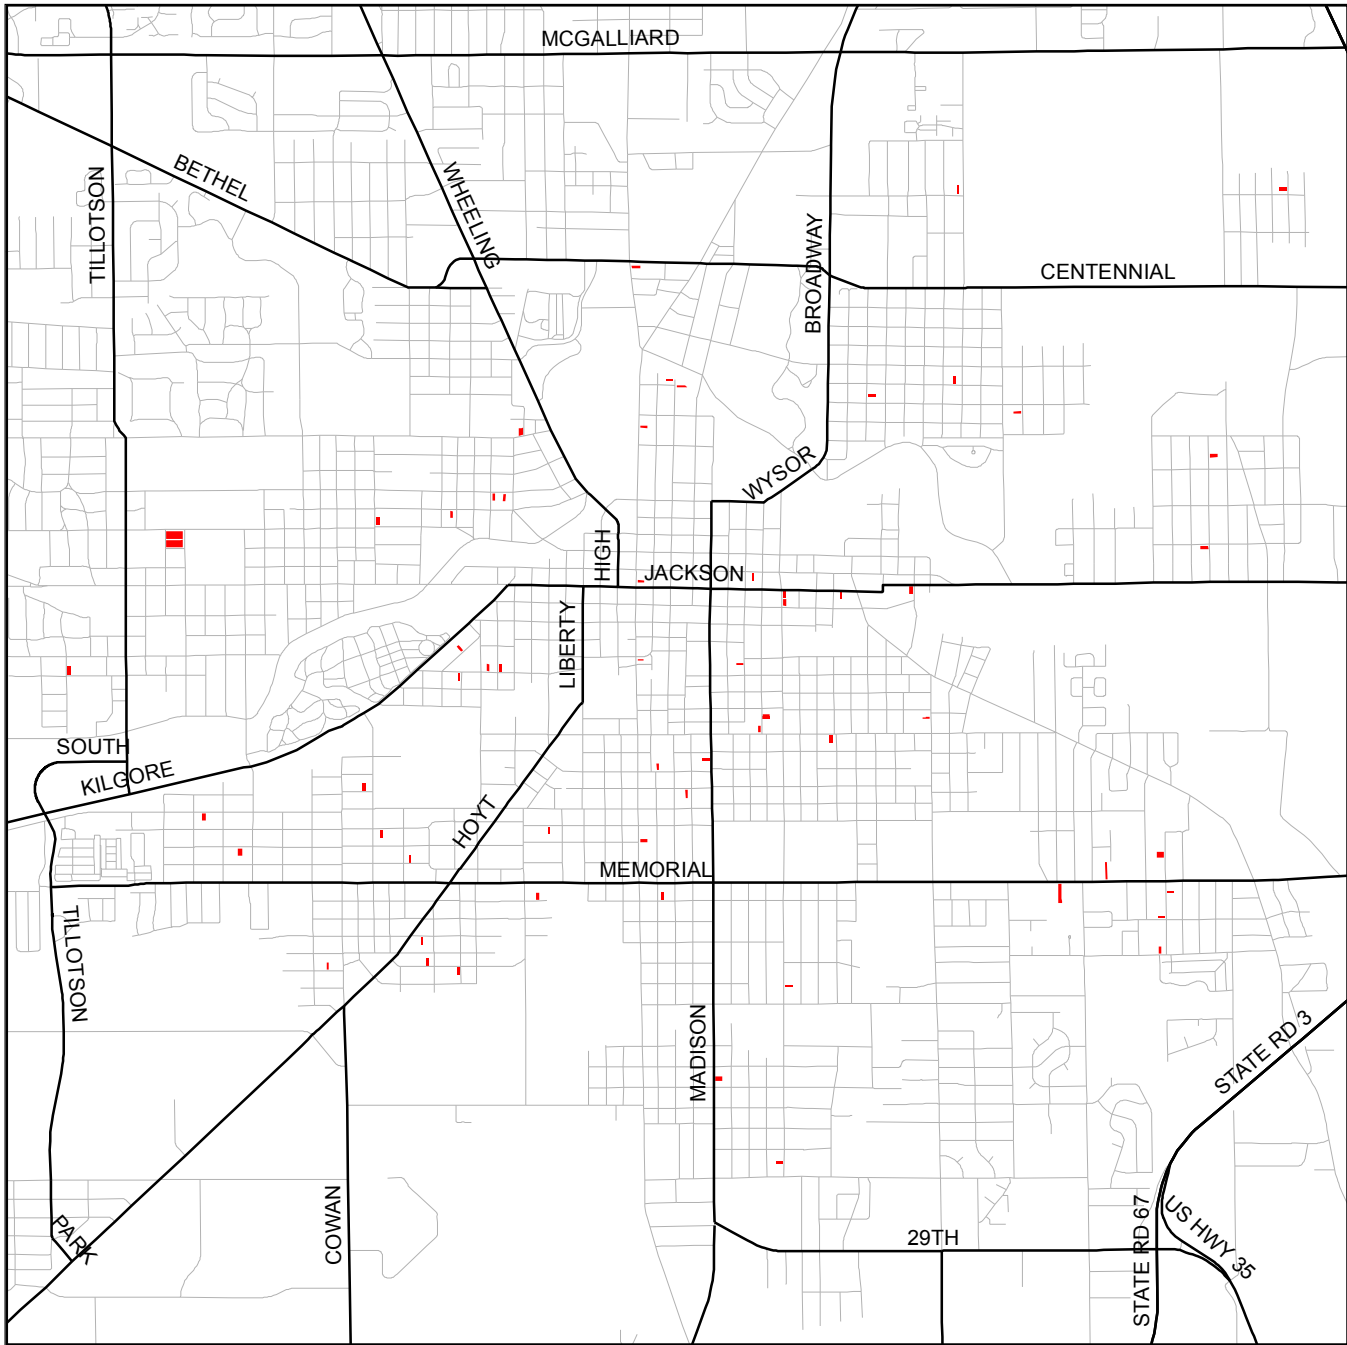 MCGALLIARD
BETHEL
TILLOTSON
WHEELING
BROADWAY
CENTENNIAL
WYSOR
HIGH
JACKSON
LIBERTY
SOUTH
KILGORE
HOYT
MEMORIAL
TILLOTSON
MADISON
STATE RD 3
COWAN
PARK
29TH
STATE RD 67
US HWY 35